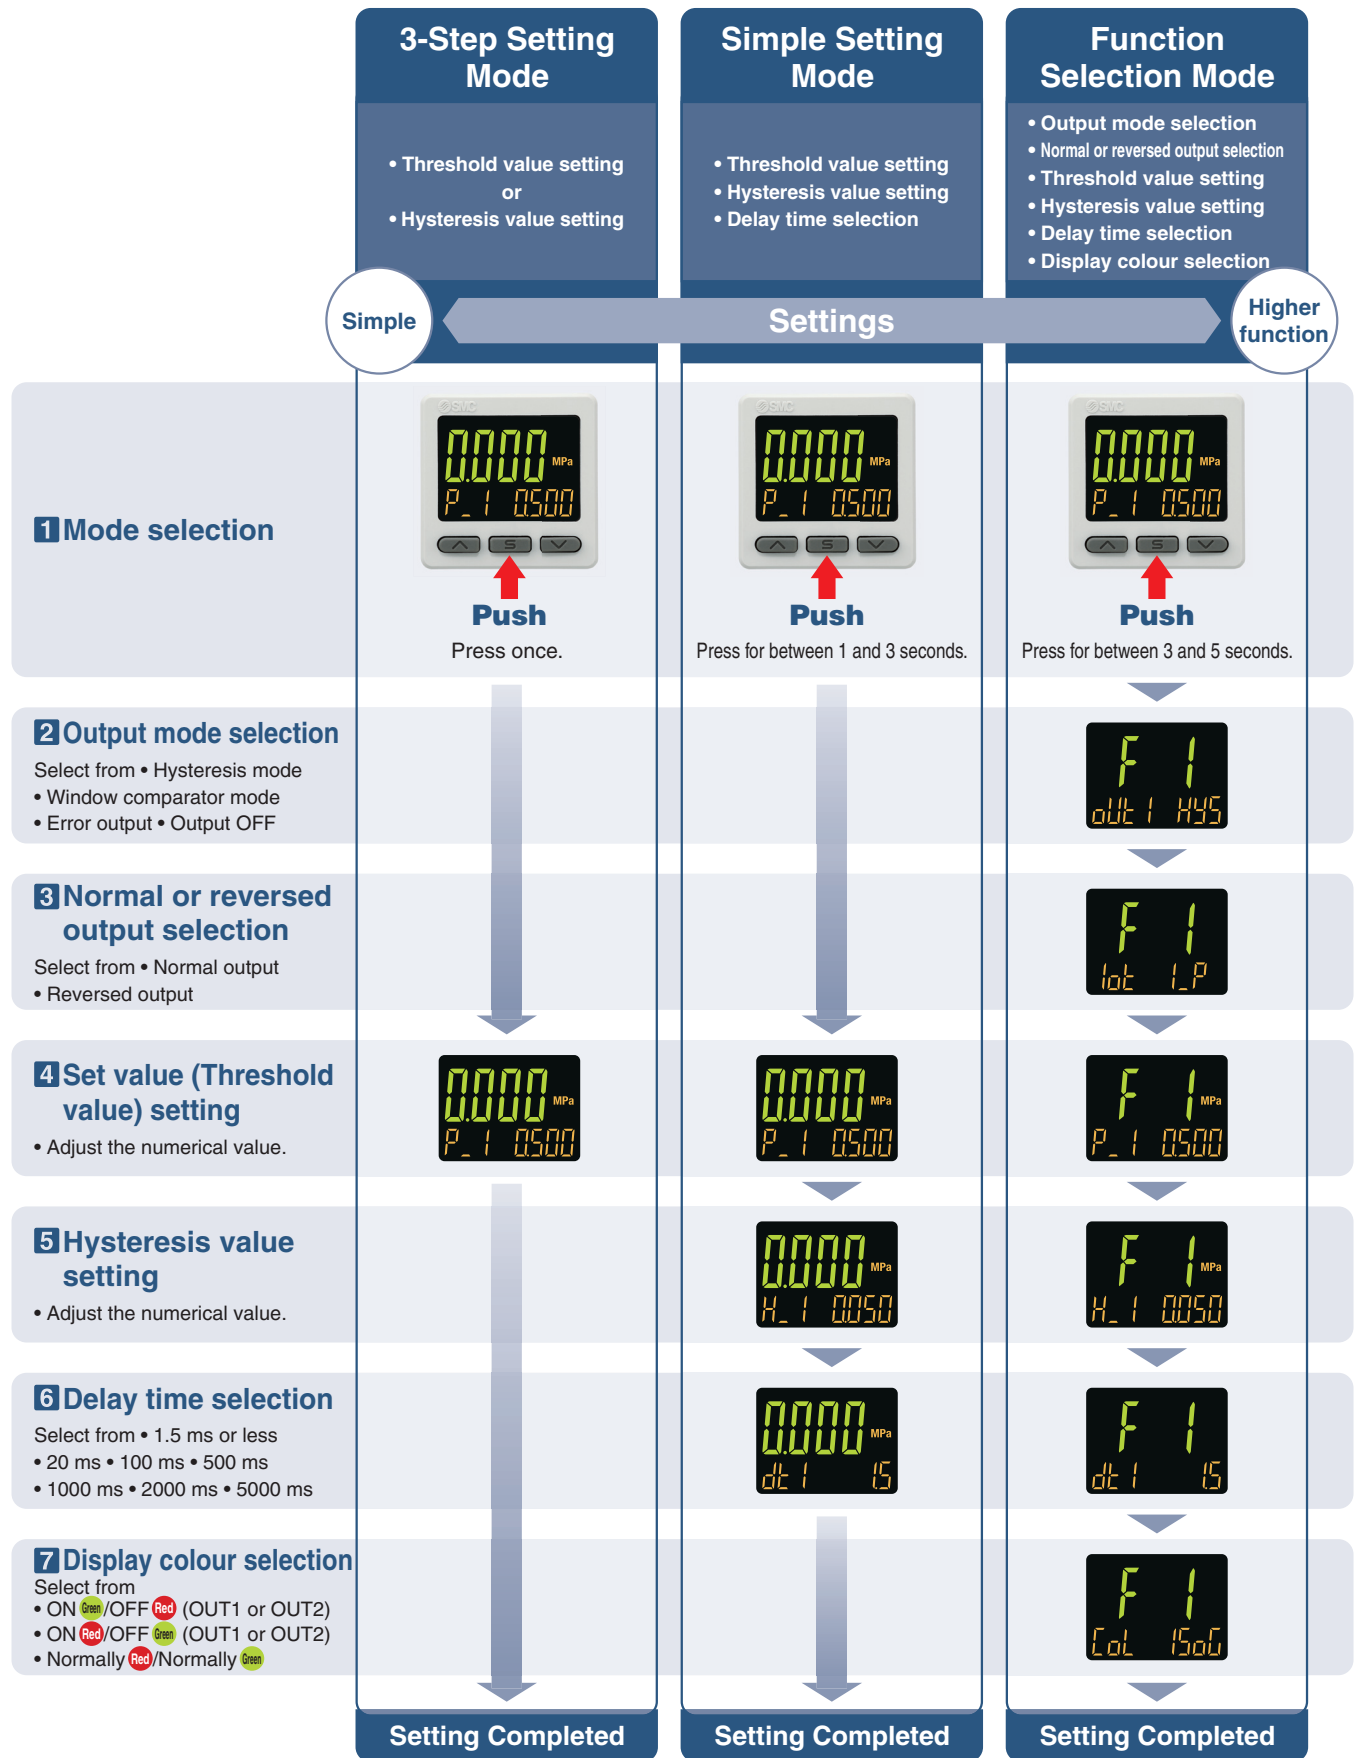 3-Step Setting
Mode
• Threshold value setting
or
• Hysteresis value setting
Simple Setting
Mode
• Threshold value setting
• Hysteresis value setting
• Delay time selection
Function
Selection Mode
• Output mode selection
• Normal or reversed output selection
• Threshold value setting
• Hysteresis value setting
• Delay time selection
• Display colour selection
Simple
Settings
Higher
function
1 Mode selection
SMC
0.000 MPa
P_1 0.500
S
Push
Press once.
SMC
0.000 MPa
P_1 0.500
S
Push
Press for between 1 and 3 seconds.
SMC
0.000 MPa
P_1 0.500
S
Push
Press for between 3 and 5 seconds.
2 Output mode selection
Select from • Hysteresis mode
• Window comparator mode
• Error output • Output OFF
F 1
oUt1 HYS
3 Normal or reversed
output selection
Select from • Normal output
• Reversed output
F 1
1ot 1_P
4 Set value (Threshold
value) setting
• Adjust the numerical value.
0.000 MPa
P_1 0.500
0.000 MPa
P_1 0.500
F 1 MPa
P_1 0.500
5 Hysteresis value
setting
• Adjust the numerical value.
0.000 MPa
H_1 0.050
F 1 MPa
H_1 0.050
6 Delay time selection
Select from • 1.5 ms or less
• 20 ms • 100 ms • 500 ms
• 1000 ms • 2000 ms • 5000 ms
0.000 MPa
dt1 1.5
F 1
dt1 1.5
7 Display colour selection
Select from
• ON Green/OFF Red (OUT1 or OUT2)
• ON Red/OFF Green (OUT1 or OUT2)
• Normally Red/Normally Green
F 1
CoL 1SoG
Setting Completed
Setting Completed
Setting Completed